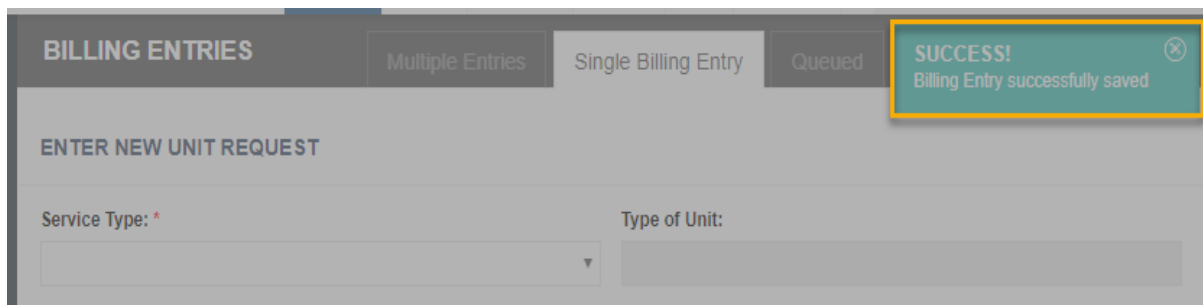 BILLING ENTRIES
Multiple Entries
Single Billing Entry
Queued
SUCCESS!
Billing Entry successfully saved
ENTER NEW UNIT REQUEST
Service Type: *
Type of Unit: